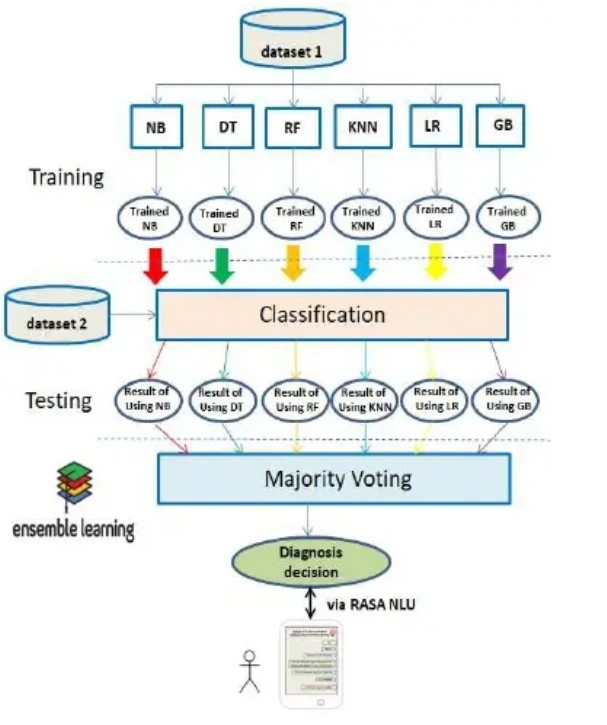 dataset 1
NB
DT
RF
KNN
LR
GB
Training
Trained
NB
Trained
DT
Trained
RF
Trained
KNN
Trained
LR
Trained
GB
dataset 2
Classification
Testing
Result of
Using NB
Result of
Using DT
Result of
Using RF
Result of
Using KNN
Result of
Using LR
Result of
Using GB
Majority Voting
ensemble learning
Diagnosis
decision
via RASA NLU